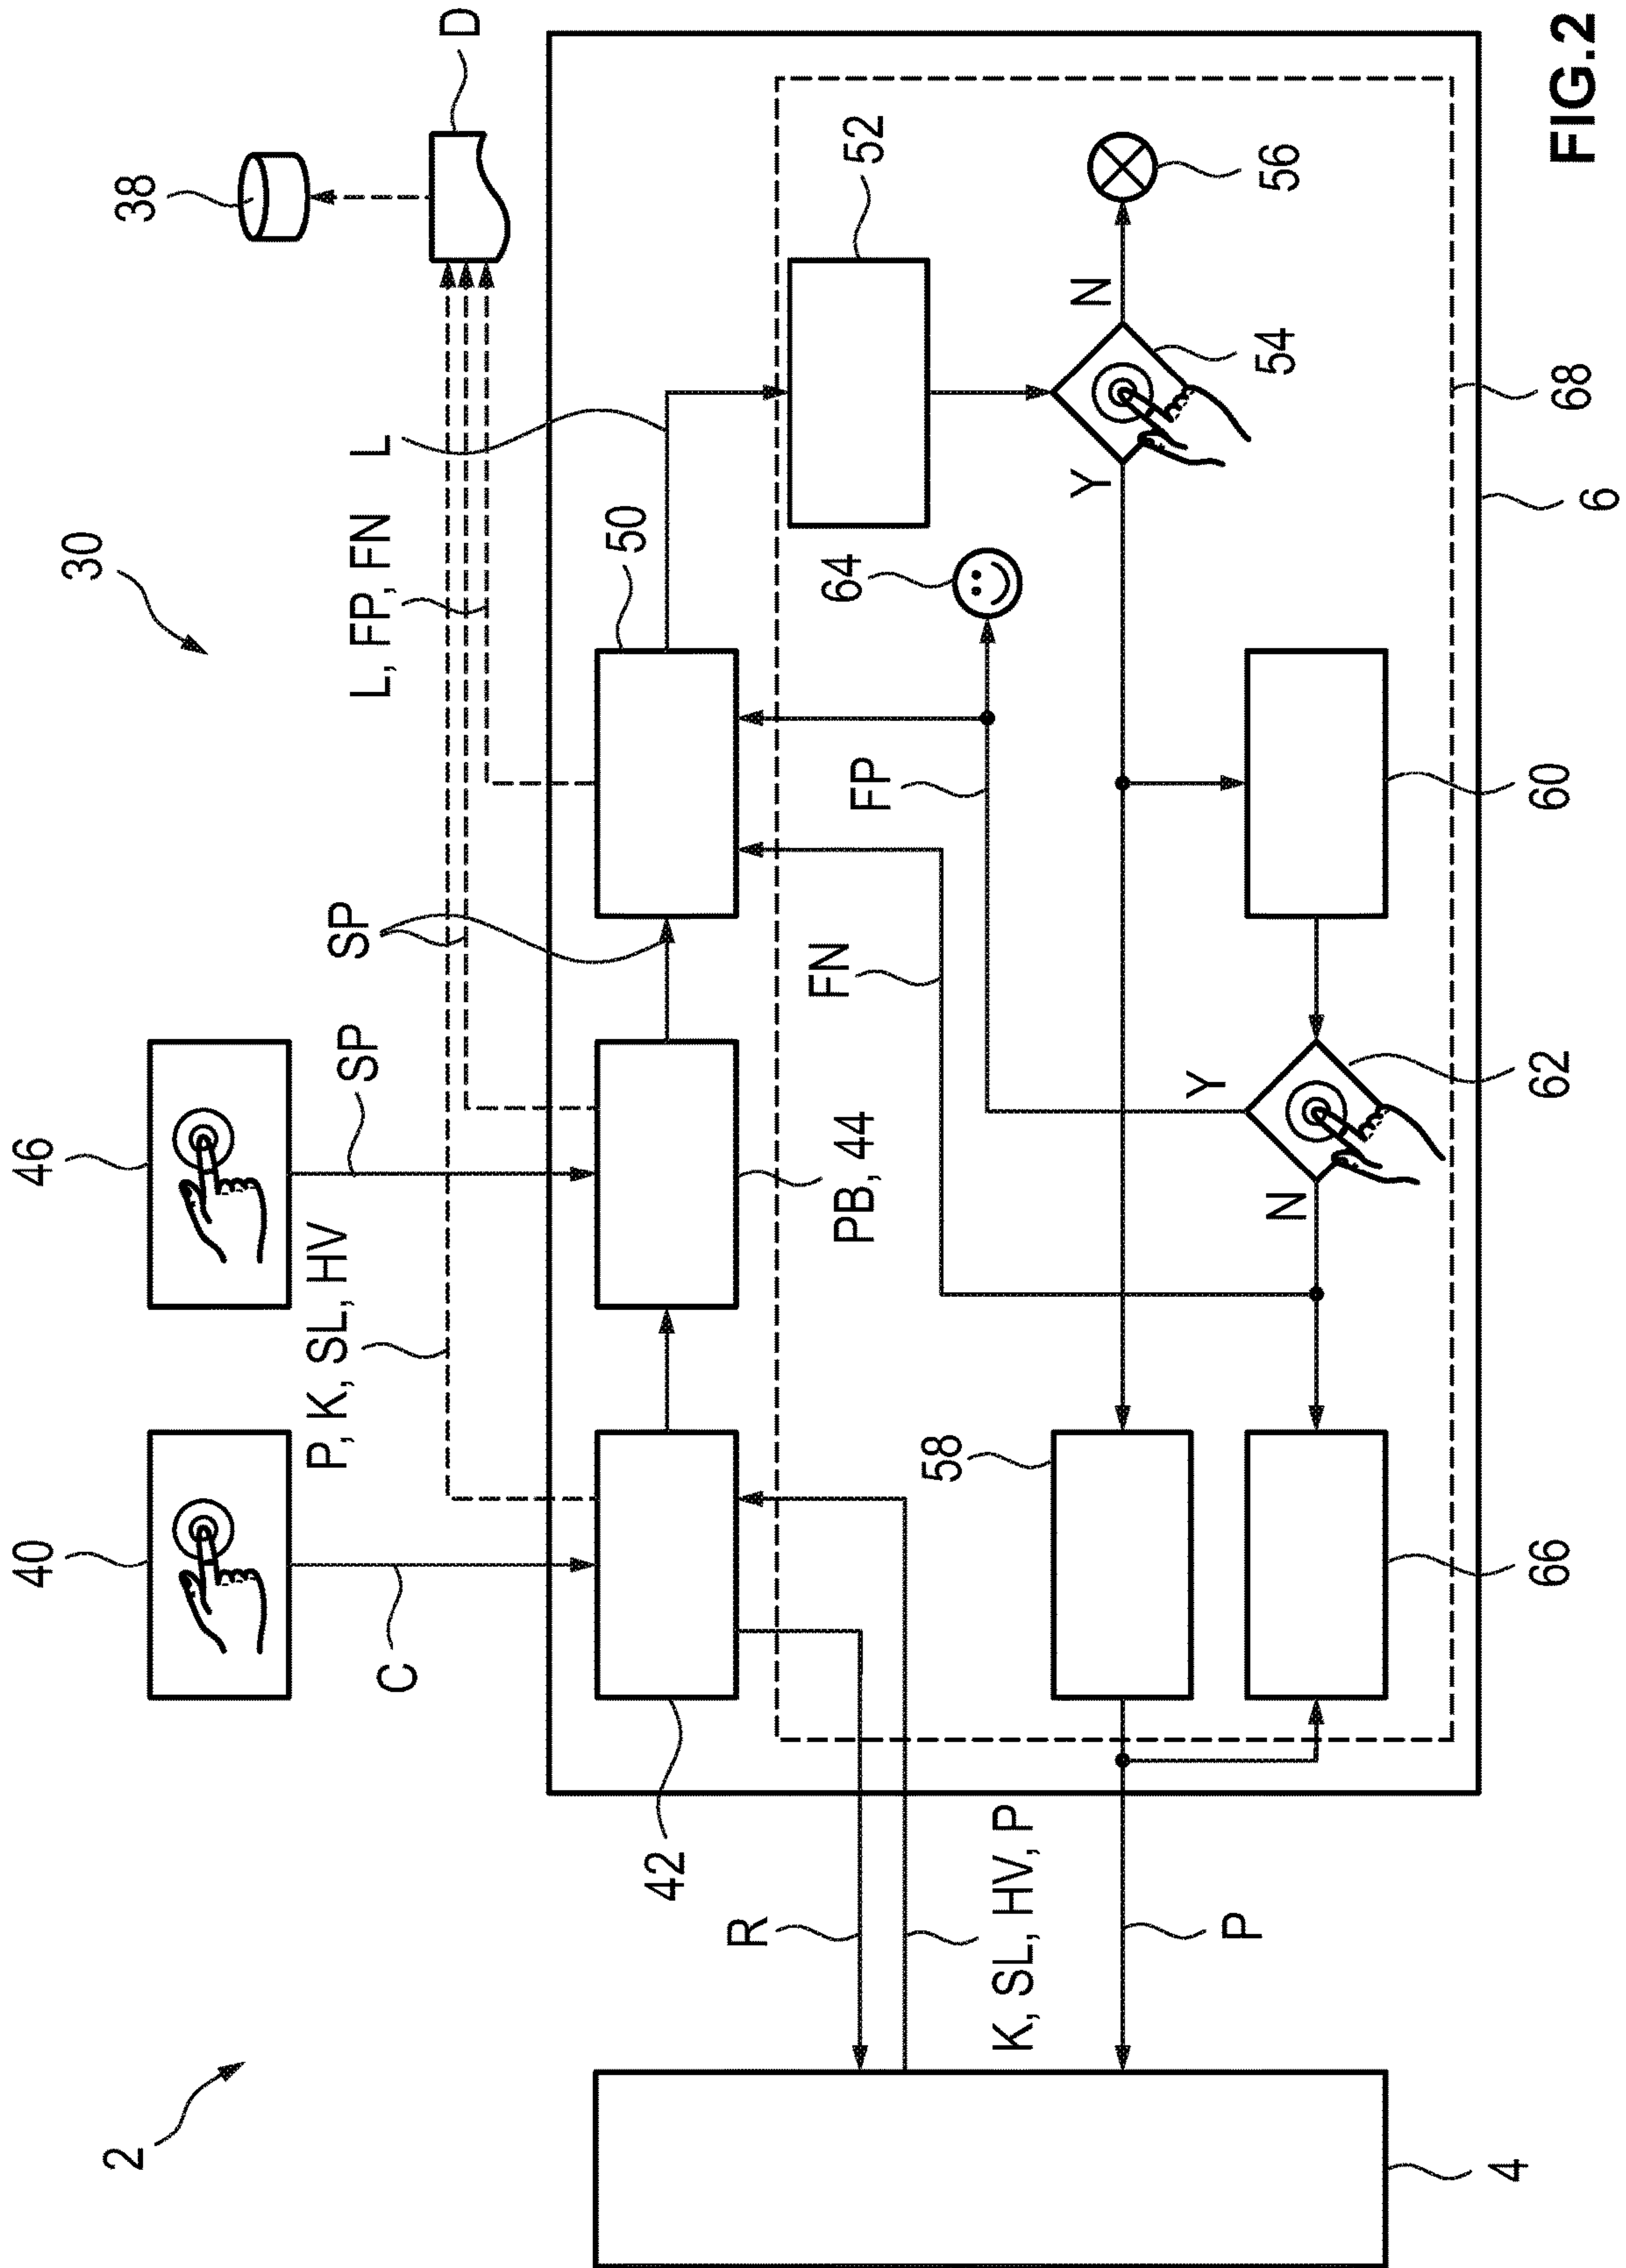 2
30
40
46
38
D
C
P, K, SL, HV
SP
SP
L, FP, FN
L
42
PB, 44
50
52
R
K, SL, HV, P
P
58
FN
FP
64
Y
N
54
56
N
Y
4
66
62
60
6
68
FIG.2